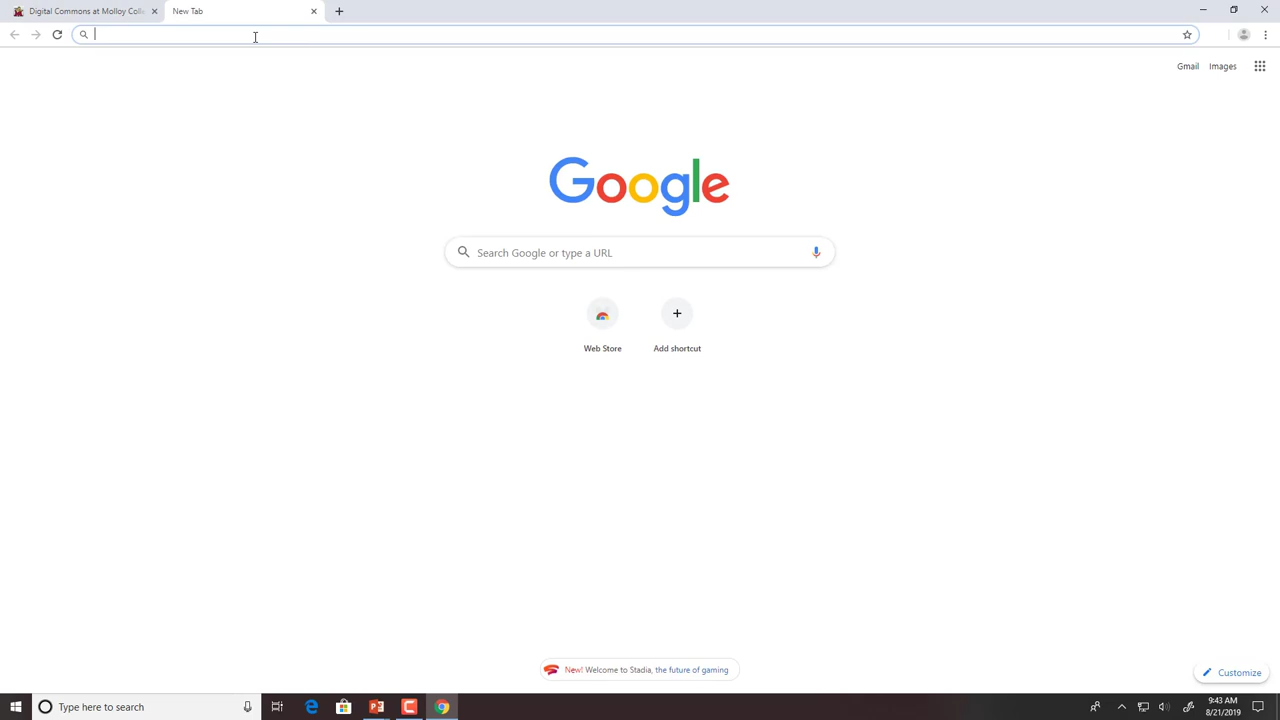 Digital Commons at Molloy Colle
New Tab
Gmail
Images
Google
Search Google or type a URL
Web Store
Add shortcut
New! Welcome to Stadia, the future of gaming
Customize
Type here to search
9:43 AM
8/21/2019